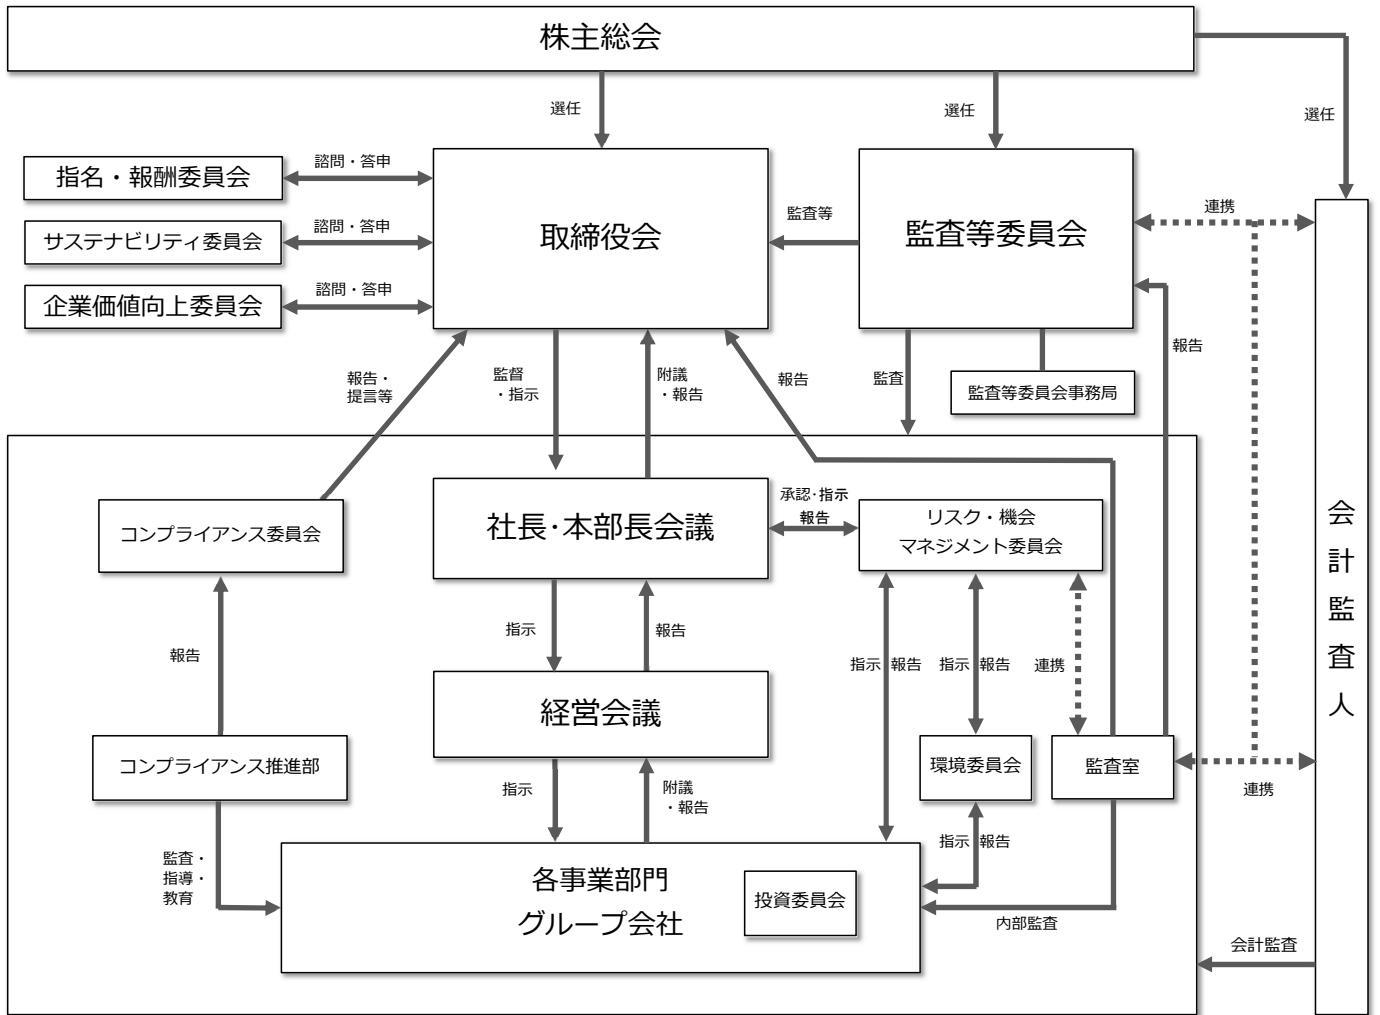 株主総会
選任
選任
選任
指名・報酬委員会
諮問・答申
サステナビリティ委員会
諮問・答申
企業価値向上委員会
諮問・答申
取締役会
監査等
監査等委員会
連携
報告・
提言等
監督
・指示
附議
・報告
報告
監査
監査等委員会事務局
報告
コンプライアンス委員会
社長・本部長会議
承認・指示
報告
リスク・機会
マネジメント委員会
会計監査人
報告
指示
報告
指示
報告
指示
報告
連携
経営会議
コンプライアンス推進部
環境委員会
監査室
連携
指示
附議
・報告
指示
報告
監査・
指導・
教育
各事業部門
グループ会社
投資委員会
内部監査
会計監査